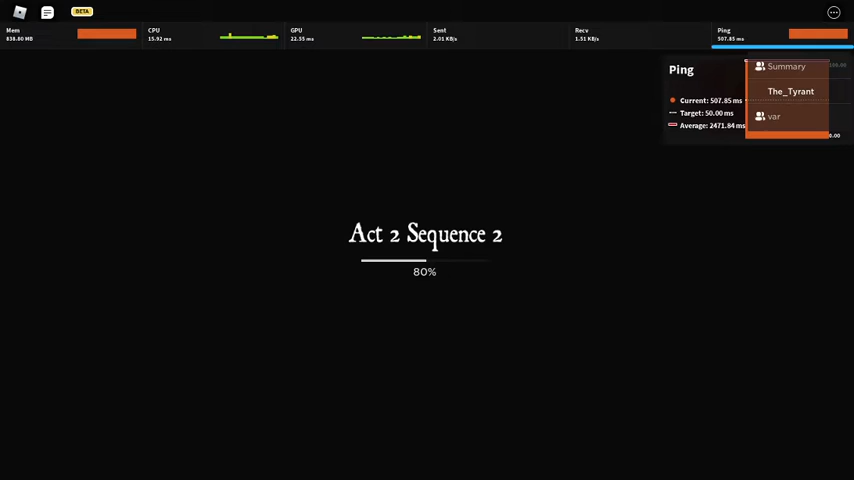 BETA
Mem
838.80 MB
CPU
15.92 ms
GPU
22.55 ms
Sent
2.01 KB/s
Recv
1.51 KB/s
Ping
507.85 ms
Ping
Current: 507.85 ms
Target: 50.00 ms
Average: 2471.84 ms
Summary
The_Tyrant
var
Act 2 Sequence 2
80%